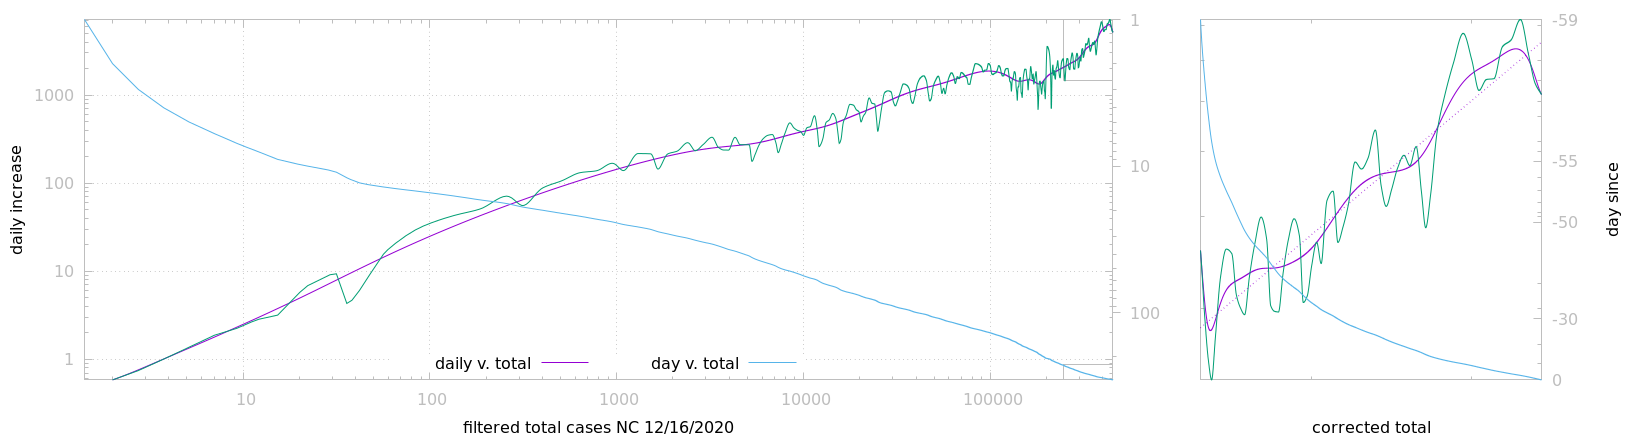 daily increase
1000
100
10
1
10
100
1000
10000
100000
filtered total cases NC 12/16/2020
daily v. total
day v. total
1
10
100
-59
-55
-50
-30
0
day since
corrected total